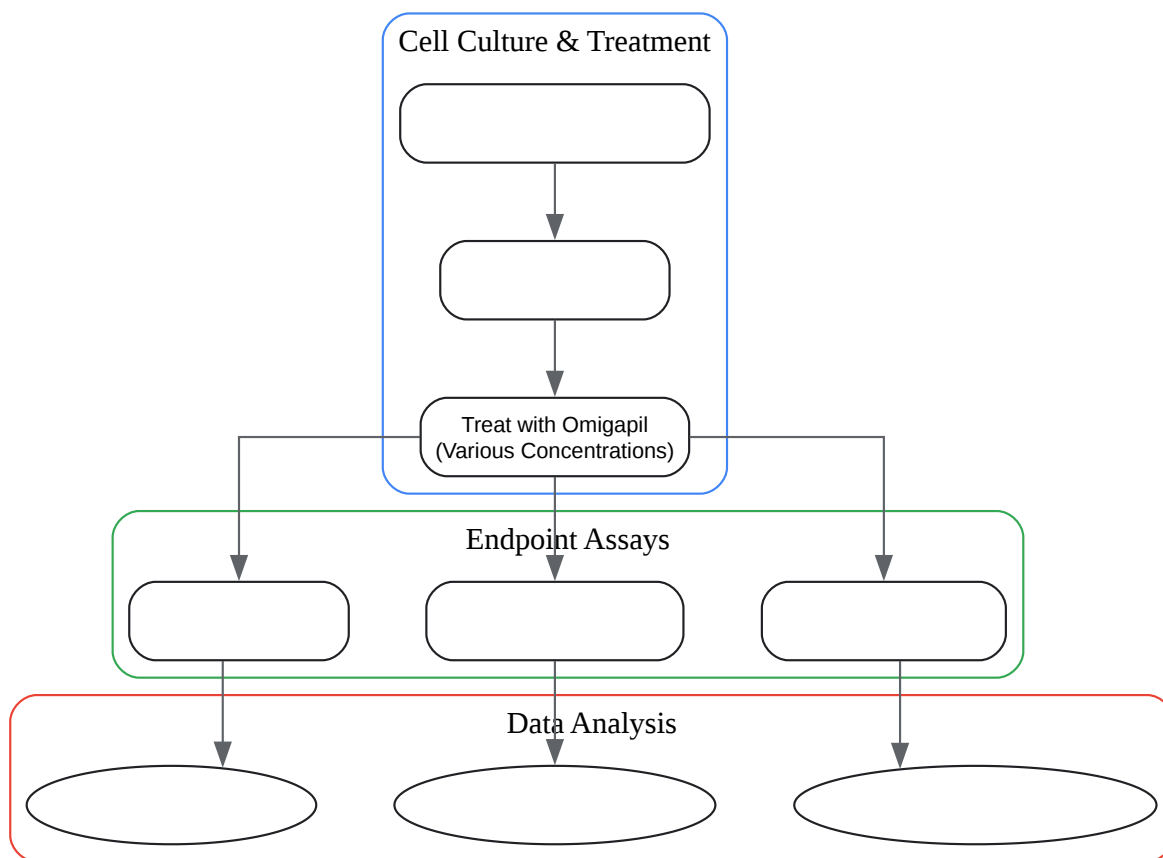 Cell Culture & Treatment
Treat with Omigapil
(Various Concentrations)
Endpoint Assays
Data Analysis